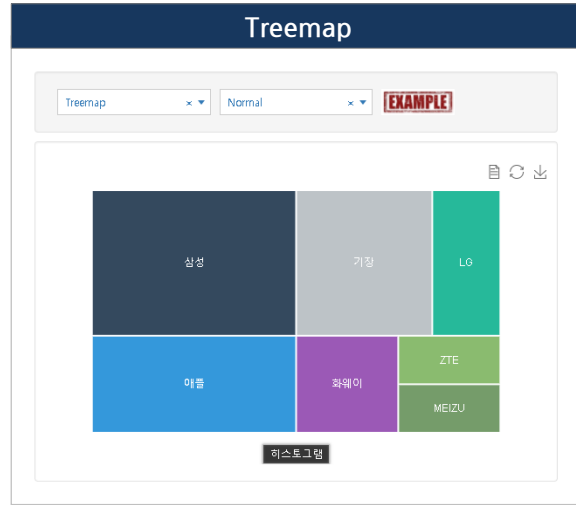 Treemap
Treemap × ▼ Normal × ▼ EXAMPLE
삼성
기장
LG
애플
화웨이
ZTE
MEIZU
히스토그램